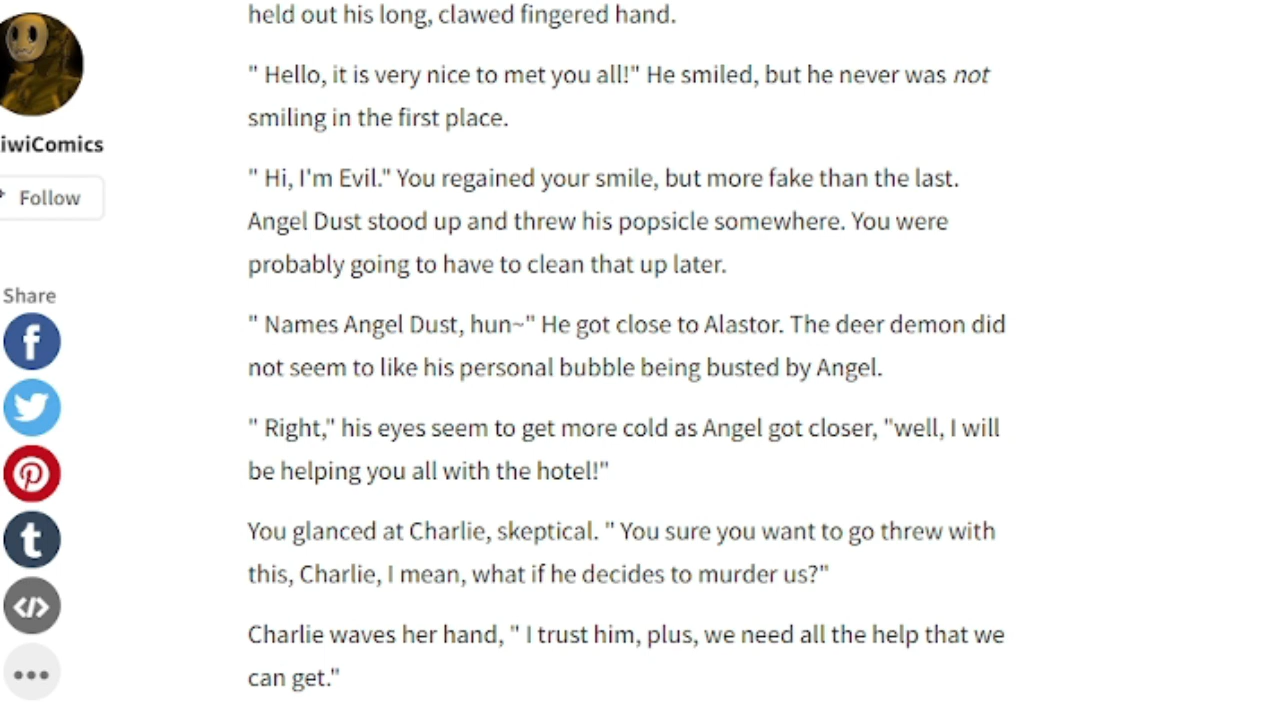 held out his long, clawed fingered hand.
" Hello, it is very nice to met you all!" He smiled, but he never was not
smiling in the first place.
iwiComics
Follow
" Hi, I'm Evil." You regained your smile, but more fake than the last.
Angel Dust stood up and threw his popsicle somewhere. You were
probably going to have to clean that up later.
Share
" Names Angel Dust, hun~" He got close to Alastor. The deer demon did
not seem to like his personal bubble being busted by Angel.
" Right," his eyes seem to get more cold as Angel got closer, "well, I will
be helping you all with the hotel!"
You glanced at Charlie, skeptical. " You sure you want to go threw with
this, Charlie, I mean, what if he decides to murder us?"
Charlie waves her hand, " I trust him, plus, we need all the help that we
can get."